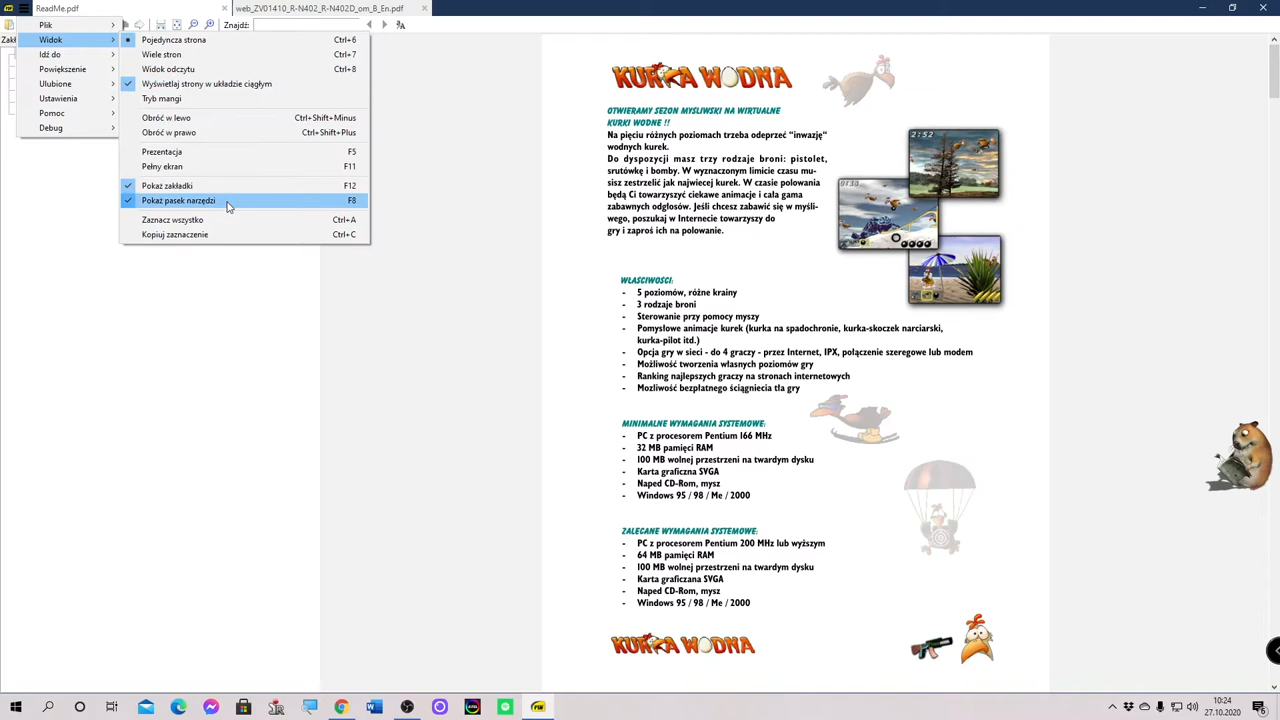 ReadMe.pdf
web_ZV01419_R-N402_R-N402D_om_B_En.pdf
Plik
Znajdź:
Widok
Idź do
Powiększenie
Ulubione
Ustawienia
Pomoc
Debug
Pojedyncza strona Ctrl+6
Wiele stron Ctrl+7
Widok odczytu Ctrl+8
Wyświetlaj strony w układzie ciągłym
Tryb mangi
Obróć w lewo Ctrl+Shift+Minus
Obróć w prawo Ctrl+Shift+Plus
Prezentacja F5
Pełny ekran F11
Pokaż zakładki F12
Pokaż pasek narzędzi F8
Zaznacz wszystko Ctrl+A
Kopiuj zaznaczenie Ctrl+C
KURKA WODNA
OTWIERAMY SEZON MYŚLIWSKI NA WIRTUALNE
KURKI WODNE !!
Na pięciu różnych poziomach trzeba odeprzeć “inwazję“
wodnych kurek.
Do dyspozycji masz trzy rodzaje broni: pistolet,
srutówkę i bomby. W wyznaczonym limicie czasu mu-
sisz zestrzelić jak najwiecej kurek. W czasie polowania
będą Ci towarzyszyć ciekawe animacje i cała gama
zabawnych odgłosów. Jeśli chcesz zabawić się w myśli-
wego, poszukaj w Internecie towarzyszy do
gry i zaproś ich na polowanie.
2:52
WŁAŚCIWOŚCI:
- 5 poziomów, różne krainy
- 3 rodzaje broni
- Sterowanie przy pomocy myszy
- Pomysłowe animacje kurek (kurka na spadochronie, kurka-skoczek narciarski,
kurka-pilot itd.)
- Opcja gry w sieci - do 4 graczy - przez Internet, IPX, połączenie szeregowe lub modem
- Możliwość tworzenia własnych poziomów gry
- Ranking najlepszych graczy na stronach internetowych
- Mozliwość bezpłatnego ściągniecia tła gry
MINIMALNE WYMAGANIA SYSTEMOWE:
- PC z procesorem Pentium 166 MHz
- 32 MB pamięci RAM
- 100 MB wolnej przestrzeni na twardym dysku
- Karta graficzna SVGA
- Naped CD-Rom, mysz
- Windows 95 / 98 / Me / 2000
ZALECANE WYMAGANIA SYSTEMOWE:
- PC z procesorem Pentium 200 MHz lub wyższym
- 64 MB pamięci RAM
- 100 MB wolnej przestrzeni na twardym dysku
- Karta graficzana SVGA
- Naped CD-Rom, mysz
- Windows 95 / 98 / Me / 2000
KURKA WODNA
10:24
27.10.2020